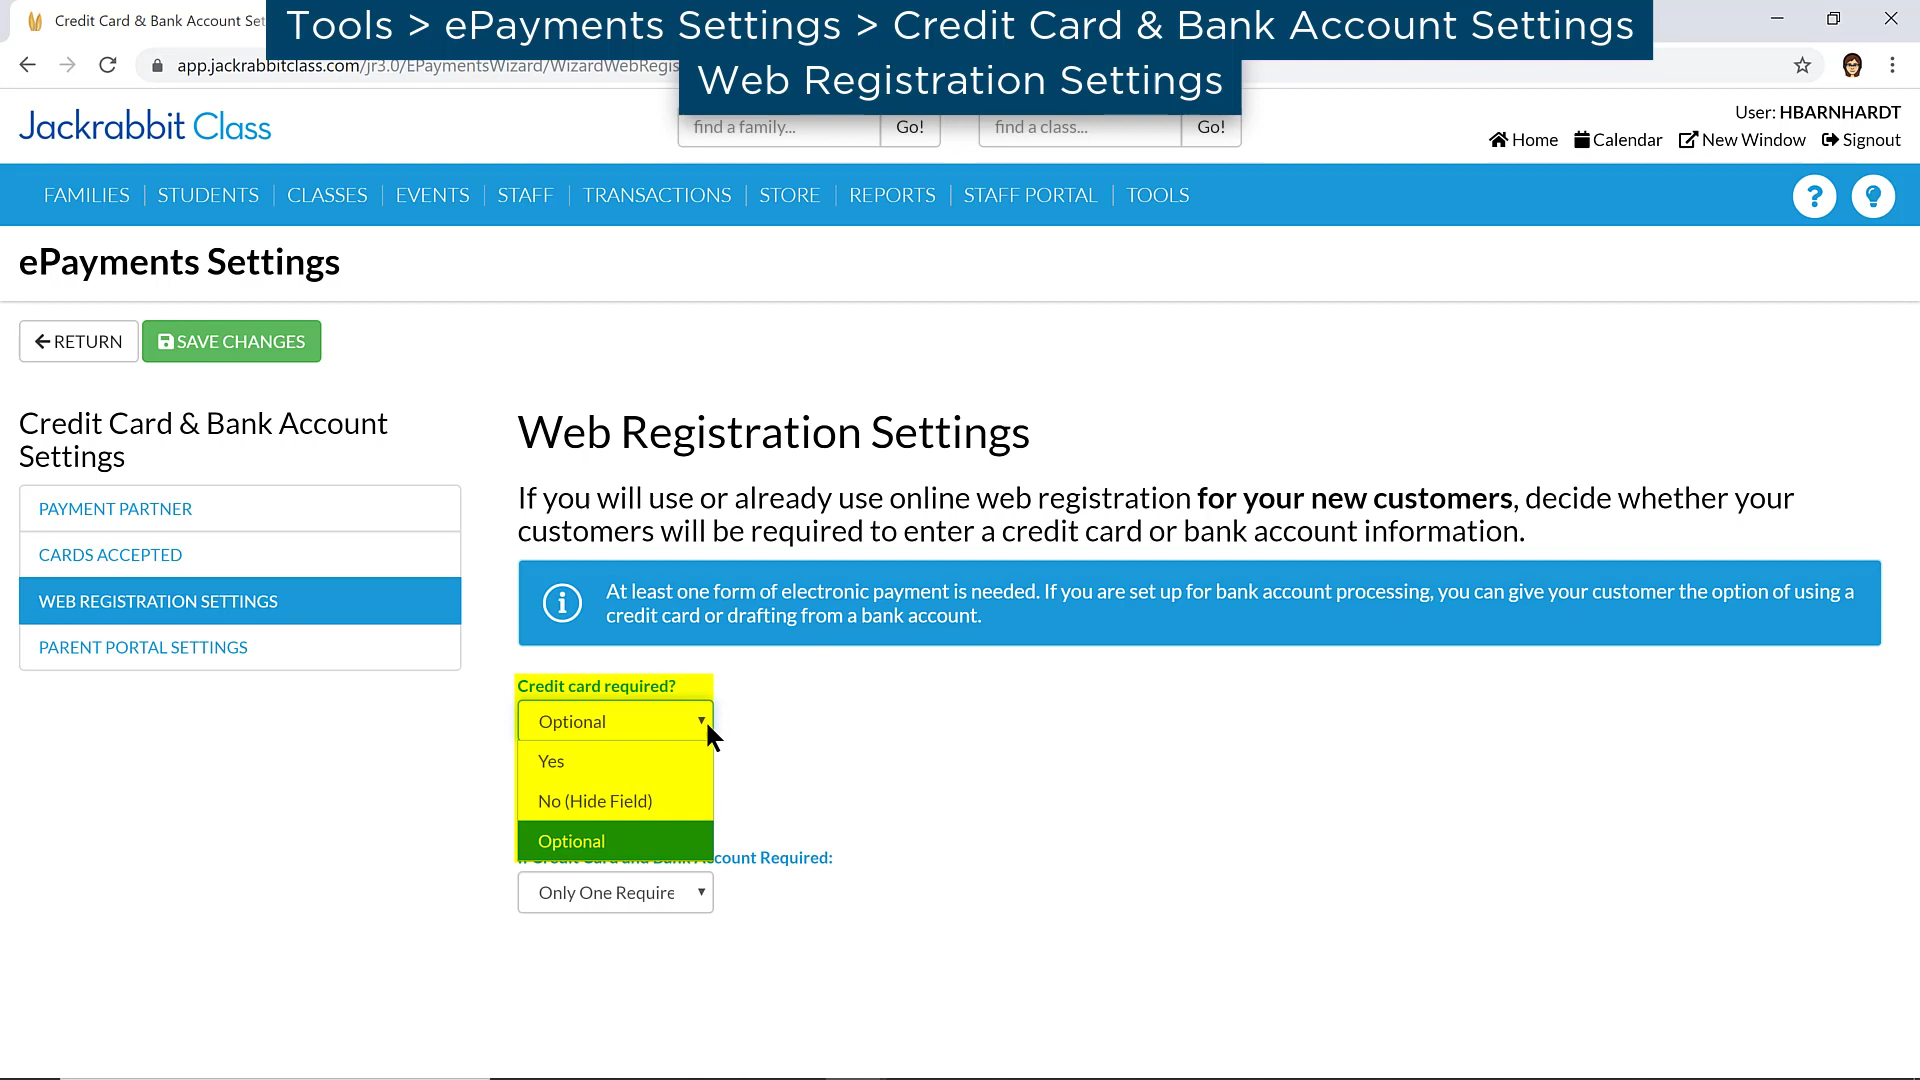 Credit Card & Bank Account Set
Tools > ePayments Settings > Credit Card & Bank Account Settings
app.jackrabbitclass.com/jr3.0/EPaymentsWizard/WizardWebRegis
Web Registration Settings
Jackrabbit Class
find a family...
Go!
find a class...
Go!
User: HBARNHARDT
Home
Calendar
New Window
Signout
FAMILIES
STUDENTS
CLASSES
EVENTS
STAFF
TRANSACTIONS
STORE
REPORTS
STAFF PORTAL
TOOLS
?
ePayments Settings
RETURN
SAVE CHANGES
Credit Card & Bank Account
Settings
PAYMENT PARTNER
CARDS ACCEPTED
WEB REGISTRATION SETTINGS
PARENT PORTAL SETTINGS
Web Registration Settings
If you will use or already use online web registration for your new customers, decide whether your
customers will be required to enter a credit card or bank account information.
At least one form of electronic payment is needed. If you are set up for bank account processing, you can give your customer the option of using a
credit card or drafting from a bank account.
Credit card required?
Optional
Yes
No (Hide Field)
Optional
If Credit Card and Bank Account Required:
Only One Require